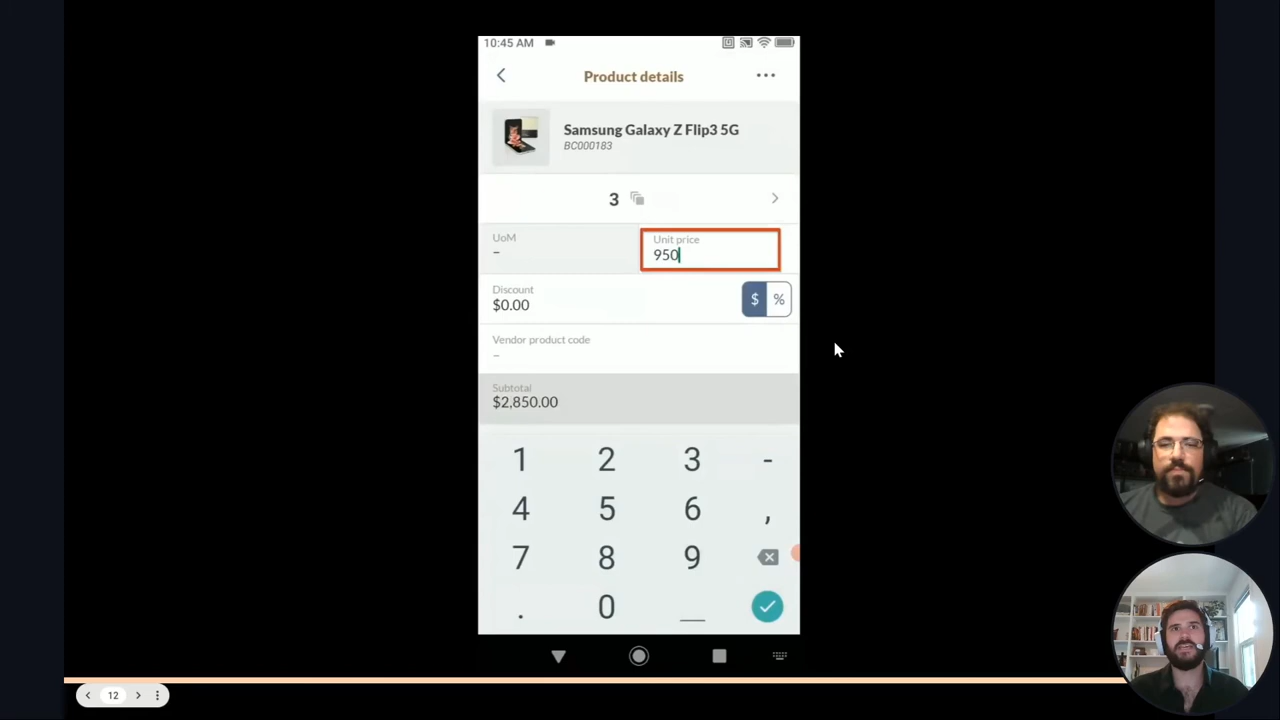 10:45 AM
Product details
Samsung Galaxy Z Flip3 5G
BC000183
3
UoM
–
Unit price
950
Discount
$0.00
$ %
Vendor product code
–
Subtotal
$2,850.00
1 2 3 -
4 5 6 ,
7 8 9
. 0
12